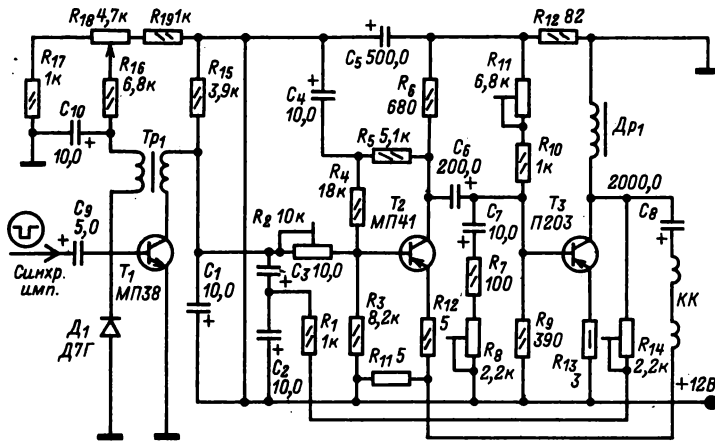 R18 4,7к
R19 1к
R12 82
R17
1к
R16
6,8к
R15
3,9к
C5 500,0
R11
6,8к
C4
10,0
R6
680
C10
10,0
Тр1
R5 5,1к
C6
200,0
R10
1к
Др1
R4
18к
T2
МП41
T3
П203
2000,0
C8
C9
5,0
R2 10к
C7
10,0
Синхр.
имп.
T1
МП38
C1
10,0
C3 10,0
R7
100
КК
Д1
Д7Г
R1
1к
R3
8,2к
R12
5
R9
390
C2
10,0
R11 5
R8
2,2к
R13
3
R14
2,2к
+12В